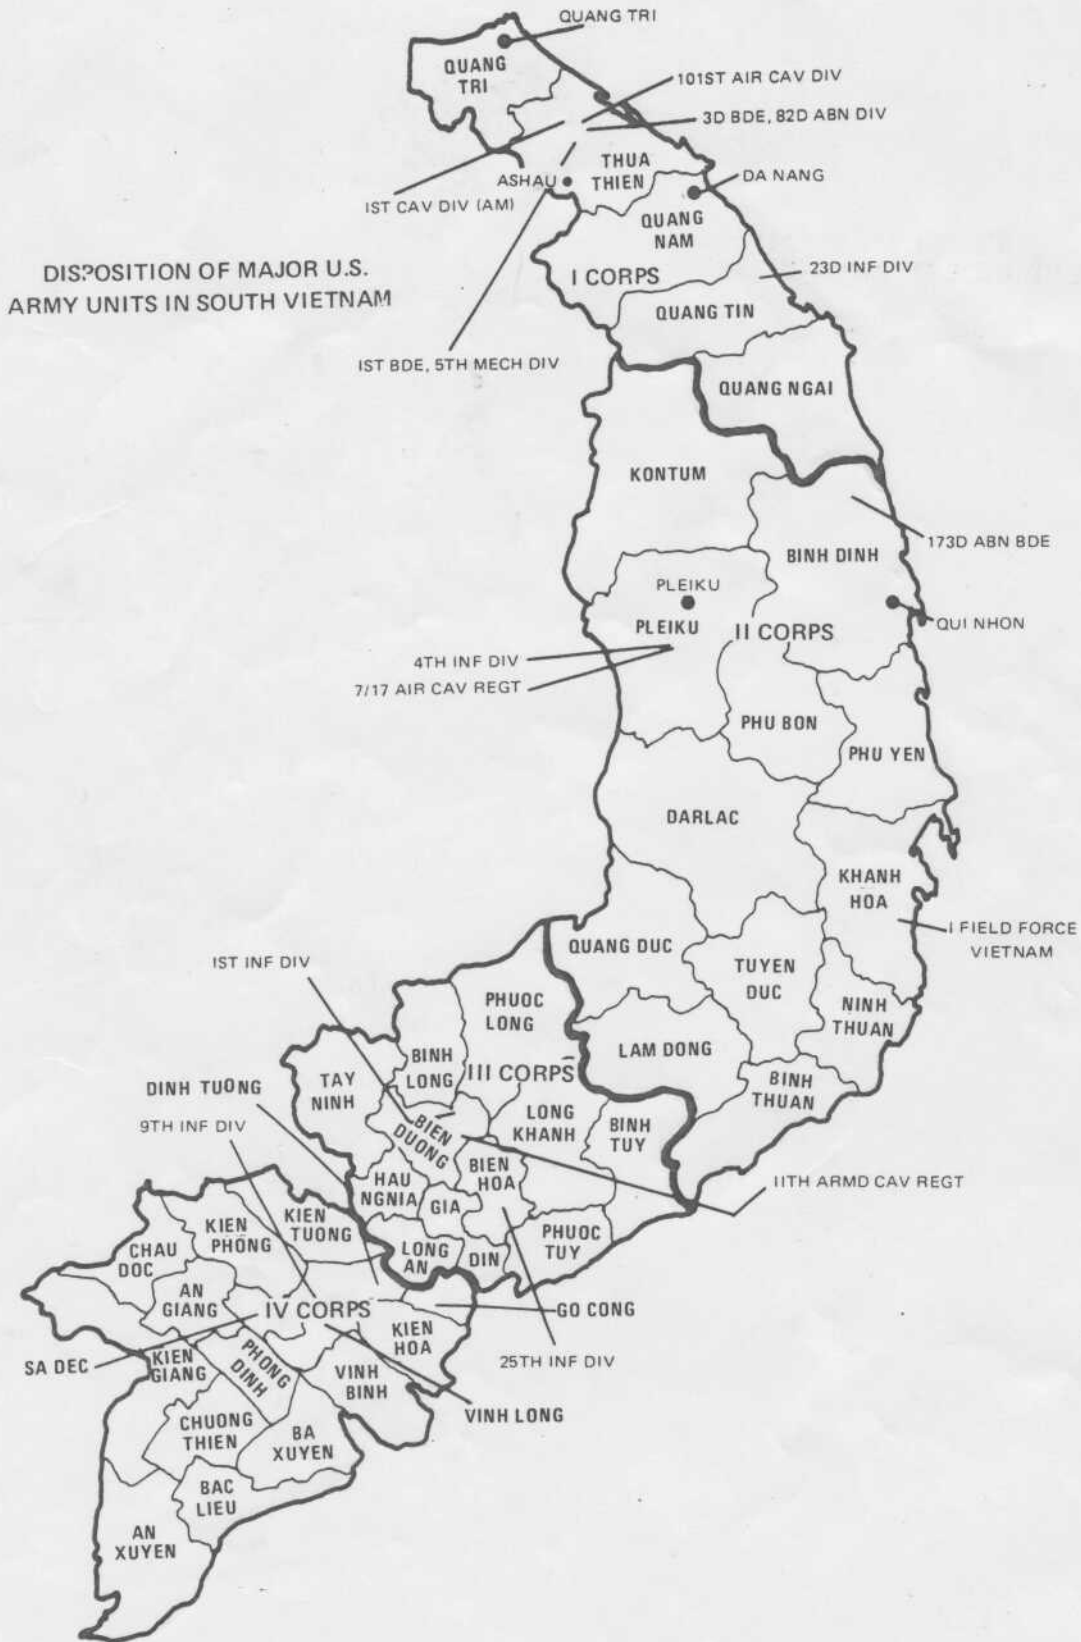 QUANG TRI
QUANG
TRI
101ST AIR CAV DIV
3D BDE, 82D ABN DIV
THUA
THIEN
ASHAU
DA NANG
1ST CAV DIV (AM)
QUANG
NAM
DISPOSITION OF MAJOR U.S.
ARMY UNITS IN SOUTH VIETNAM
I CORPS
23D INF DIV
QUANG TIN
1ST BDE, 5TH MECH DIV
QUANG NGAI
KONTUM
173D ABN BDE
BINH DINH
PLEIKU
PLEIKU
II CORPS
QUI NHON
4TH INF DIV
7/17 AIR CAV REGT
PHU BON
PHU YEN
DARLAC
KHANH
HOA
I FIELD FORCE
VIETNAM
QUANG DUC
1ST INF DIV
TUYEN
DUC
PHUOC
LONG
NINH
THUAN
BINH
LONG
LAM DONG
III CORPS
TAY
NINH
BINH
THUAN
DINH TUONG
LONG
KHANH
BINH
TUY
9TH INF DIV
BIEN
DUONG
BIEN
HOA
11TH ARMD CAV REGT
HAU
NGNIA
GIA
KIEN
TUONG
KIEN
PHONG
PHUOC
TUY
CHAU
DOC
LONG
AN
DIN
AN
GIANG
IV CORPS
GO CONG
KIEN
HOA
SA DEC
KIEN
GIANG
PHONG
DINH
25TH INF DIV
VINH
BINH
VINH LONG
CHUONG
THIEN
BA
XUYEN
BAC
LIEU
AN
XUYEN